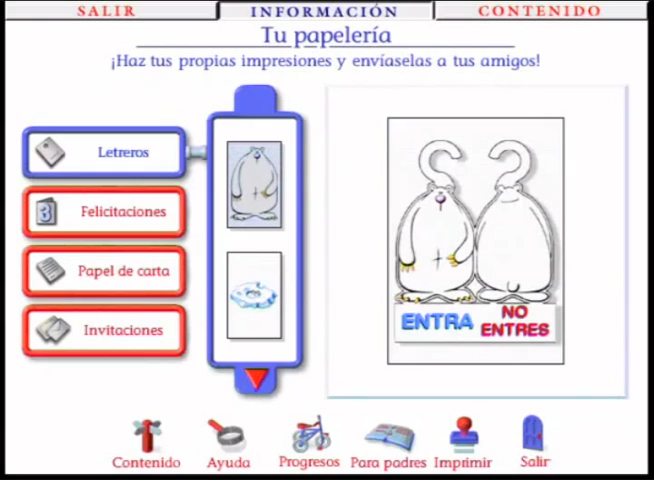 SALIR
INFORMACIÓN
CONTENIDO
Tu papelería
¡Haz tus propias impresiones y envíaselas a tus amigos!
Letreros
3
Felicitaciones
Papel de carta
Invitaciones
ENTRA
NO
ENTRES
Contenido
Ayuda
Progresos
Para padres
Imprimir
Salir